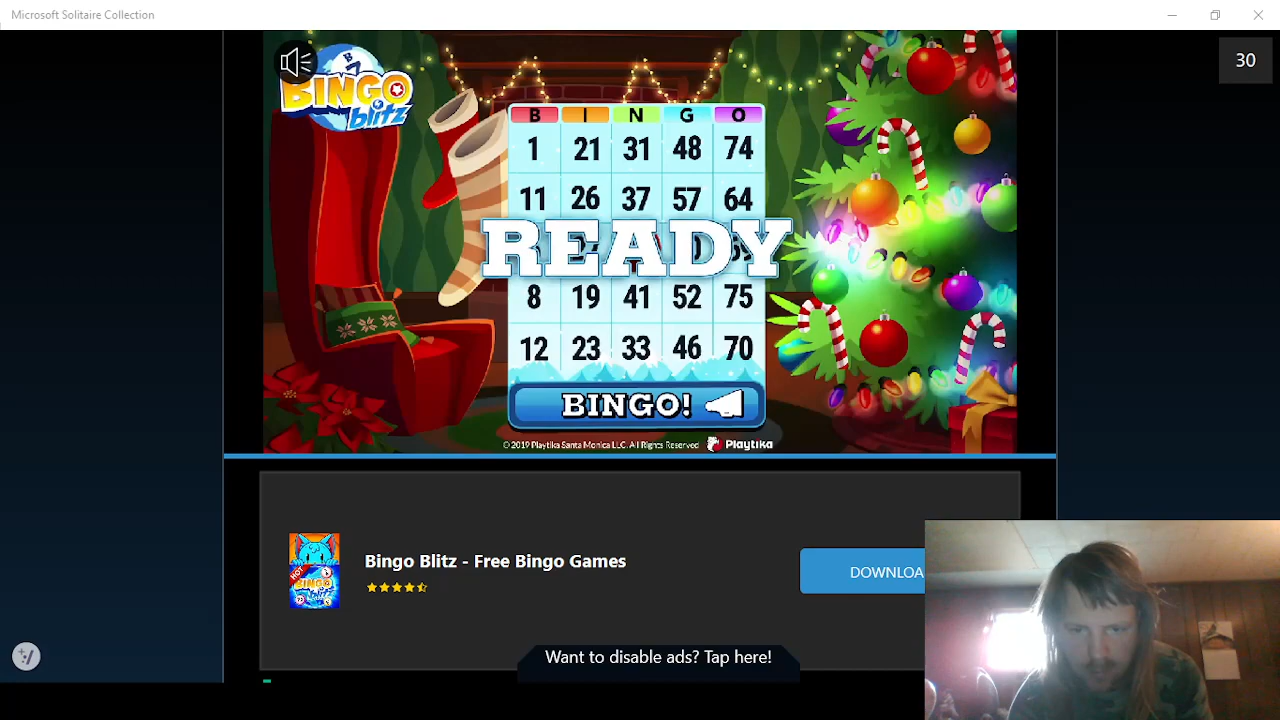 Microsoft Solitaire Collection
30
BINGO
blitz
B I N G O
1 21 31 48 74
11 26 37 57 64
READY
8 19 41 52 75
12 23 33 46 70
BINGO!
© 2019 Playtika Santa Monica LLC. All Rights Reserved Playtika
HOT
BINGO
Bingo Blitz - Free Bingo Games
DOWNLOA
Want to disable ads? Tap here!